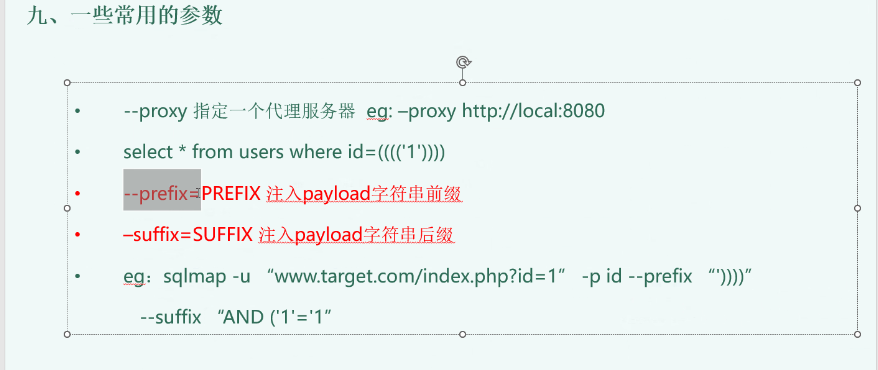 九、一些常用的参数
• --proxy 指定一个代理服务器 eg: –proxy http://local:8080
• select * from users where id=(((('1'))))
• --prefix=PREFIX 注入payload字符串前缀
• –suffix=SUFFIX 注入payload字符串后缀
• eg：sqlmap -u “www.target.com/index.php?id=1” -p id --prefix “'))))”
--suffix “AND ('1'='1”